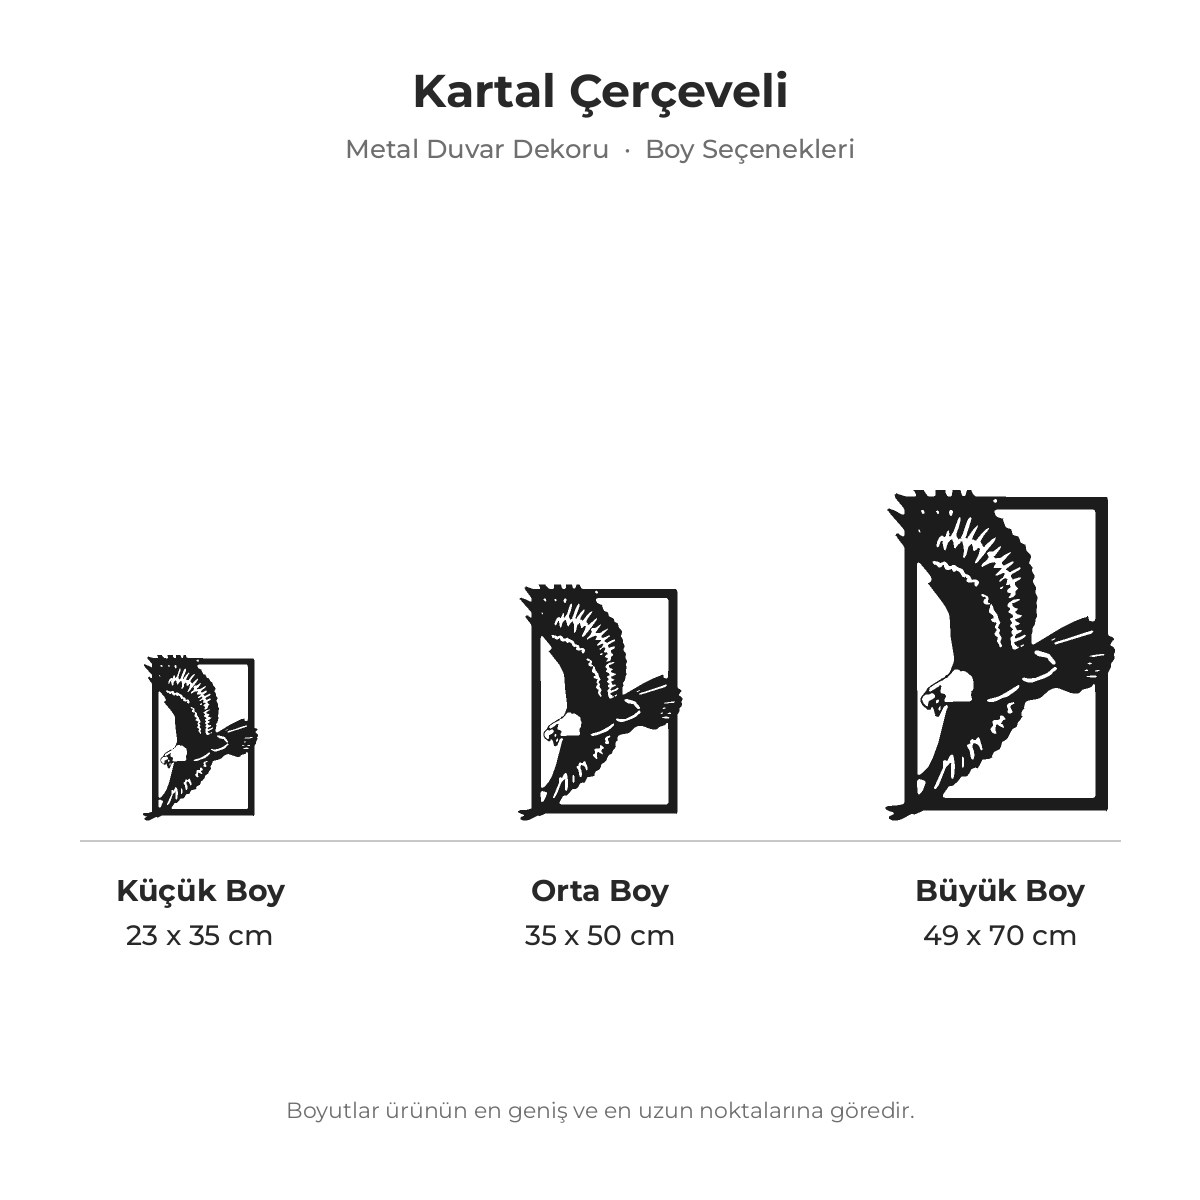 Kartal Çerçeveli
Metal Duvar Dekoru · Boy Seçenekleri
Küçük Boy
23 x 35 cm
Orta Boy
35 x 50 cm
Büyük Boy
49 x 70 cm
Boyutlar ürünün en geniş ve en uzun noktalarına göredir.